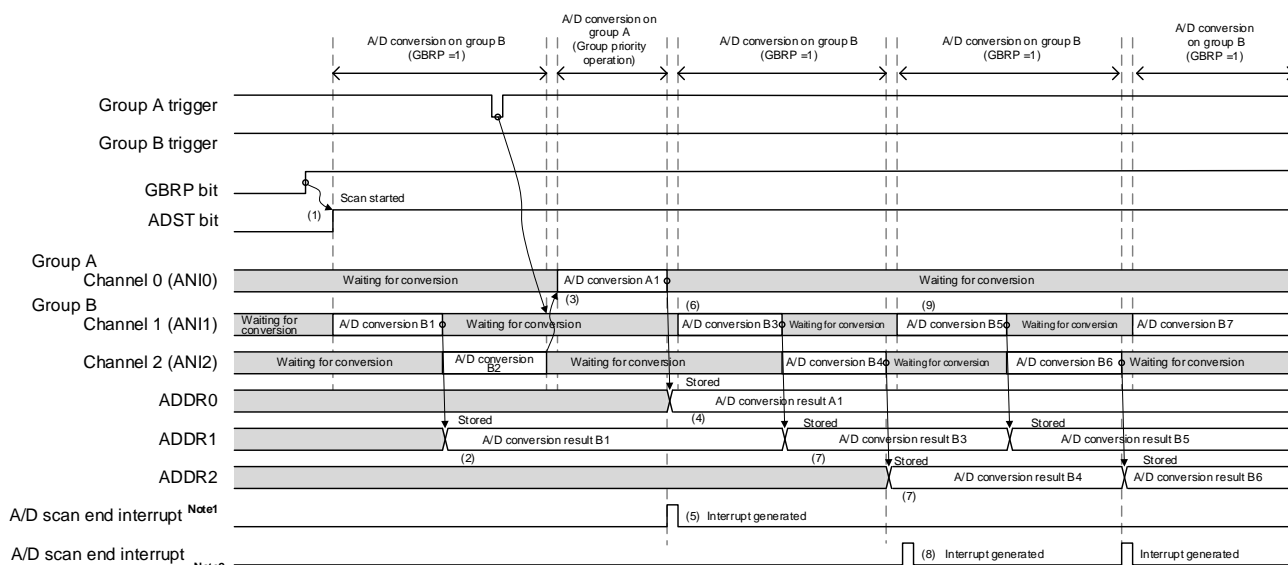 A/D conversion on group B
(GBRP =1)
A/D conversion on
group A
(Group priority
operation)
A/D conversion on group B
(GBRP =1)
A/D conversion on group B
(GBRP =1)
A/D conversion
on group B
(GBRP =1)
Group A trigger
Group B trigger
GBRP bit
Scan started
(1)
ADST bit
Group A
Channel 0 (ANI0)
Waiting for conversion
A/D conversion A1
Waiting for conversion
(3)
(6)
(9)
Group B
Channel 1 (ANI1)
Waiting for
conversion
A/D conversion B1
Waiting for conversion
A/D conversion B3
Waiting for conversion
A/D conversion B5
Waiting for conversion
A/D conversion B7
Channel 2 (ANI2)
Waiting for conversion
A/D conversion
B2
Waiting for conversion
A/D conversion B4
Waiting for conversion
A/D conversion B6
Waiting for conversion
Stored
ADDR0
A/D conversion result A1
(4)
Stored
Stored
Stored
ADDR1
A/D conversion result B1
A/D conversion result B3
A/D conversion result B5
(2)
(7)
Stored
Stored
ADDR2
A/D conversion result B4
A/D conversion result B6
(7)
A/D scan end interrupt Note1
(5) Interrupt generated
A/D scan end interrupt
(8) Interrupt generated
Interrupt generated